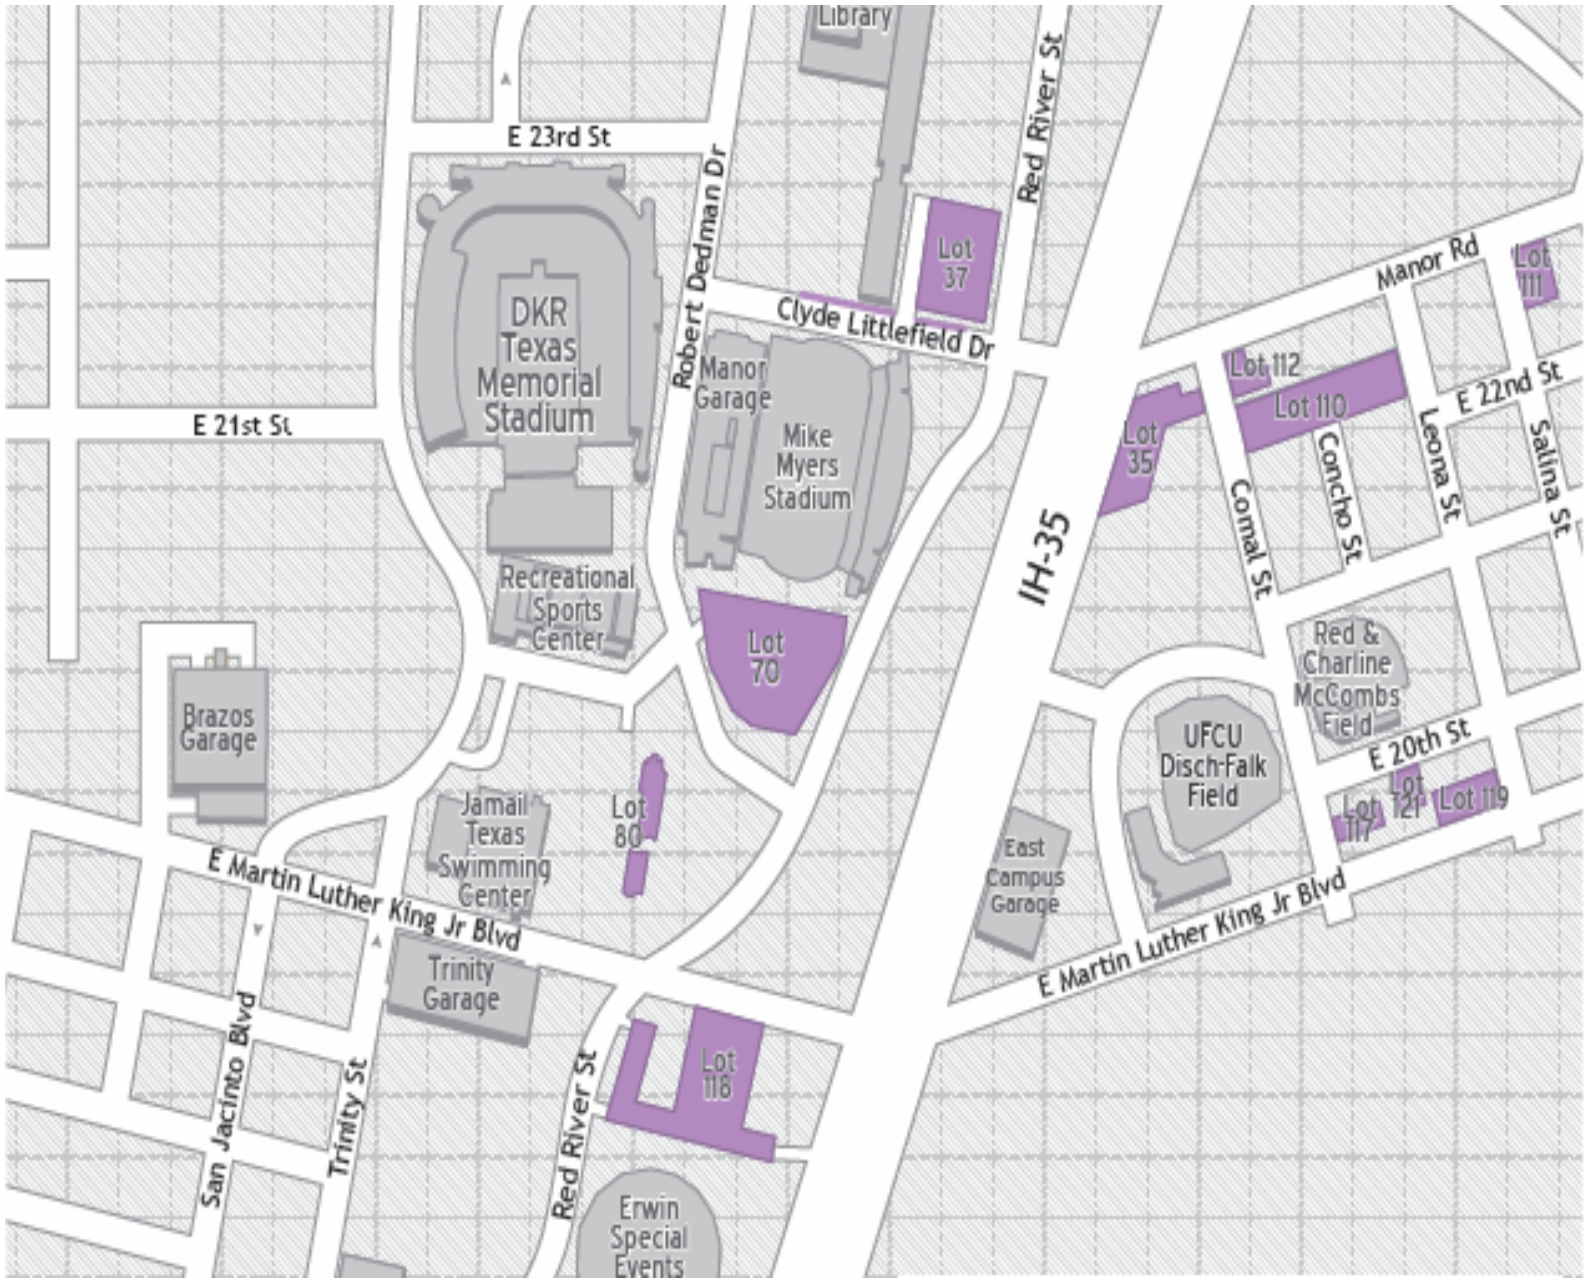 Library
Red River St
E 23rd St
Robert Dedman Dr
Lot
37
Manor Rd
Lot
111
DKR
Texas
Memorial
Stadium
Clyde Littlefield Dr
Manor
Garage
Lot 112
E 22nd St
Lot 110
E 21st St
Mike
Myers
Stadium
Lot
35
Comal St
Concho St
Leona St
Salina St
IH-35
Recreational
Sports
Center
Lot
70
Red &
Charline
McCombs
Field
Brazos
Garage
UFCU
Disch-Falk
Field
E 20th St
Jamail
Texas
Swimming
Center
Lot
80
Lot
117
Lot
121
Lot 119
East
Campus
Garage
E Martin Luther King Jr Blvd
E Martin Luther King Jr Blvd
Trinity
Garage
San Jacinto Blvd
Trinity St
Red River St
Lot
118
Erwin
Special
Events